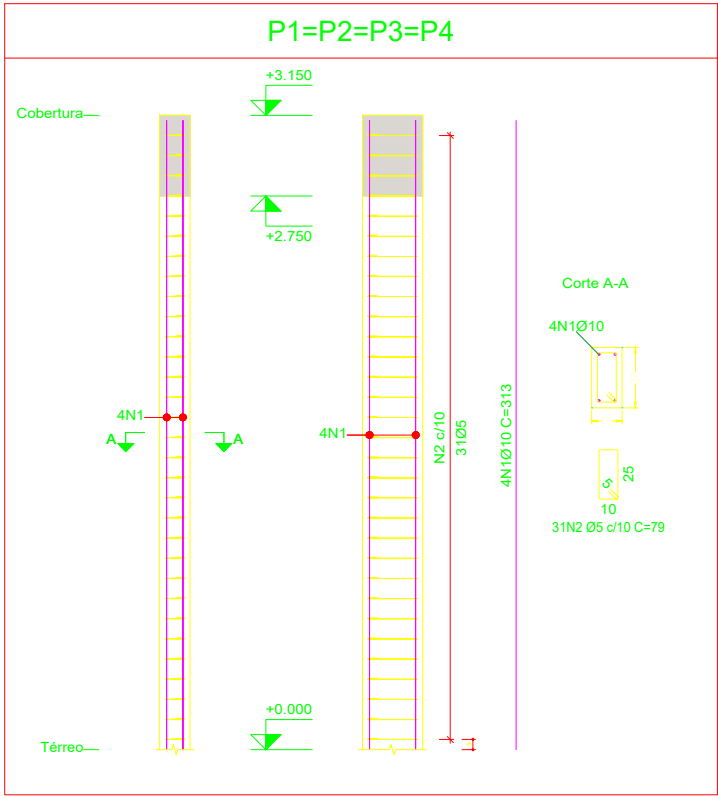 P1=P2=P3=P4
+3.150
Cobertura
+2.750
Corte A-A
4N1Ø10
4N1
A
A
4N1
N2 c/10
31Ø5
4N1Ø10 C=313
25
5
10
31N2 Ø5 c/10 C=79
+0.000
Térreo